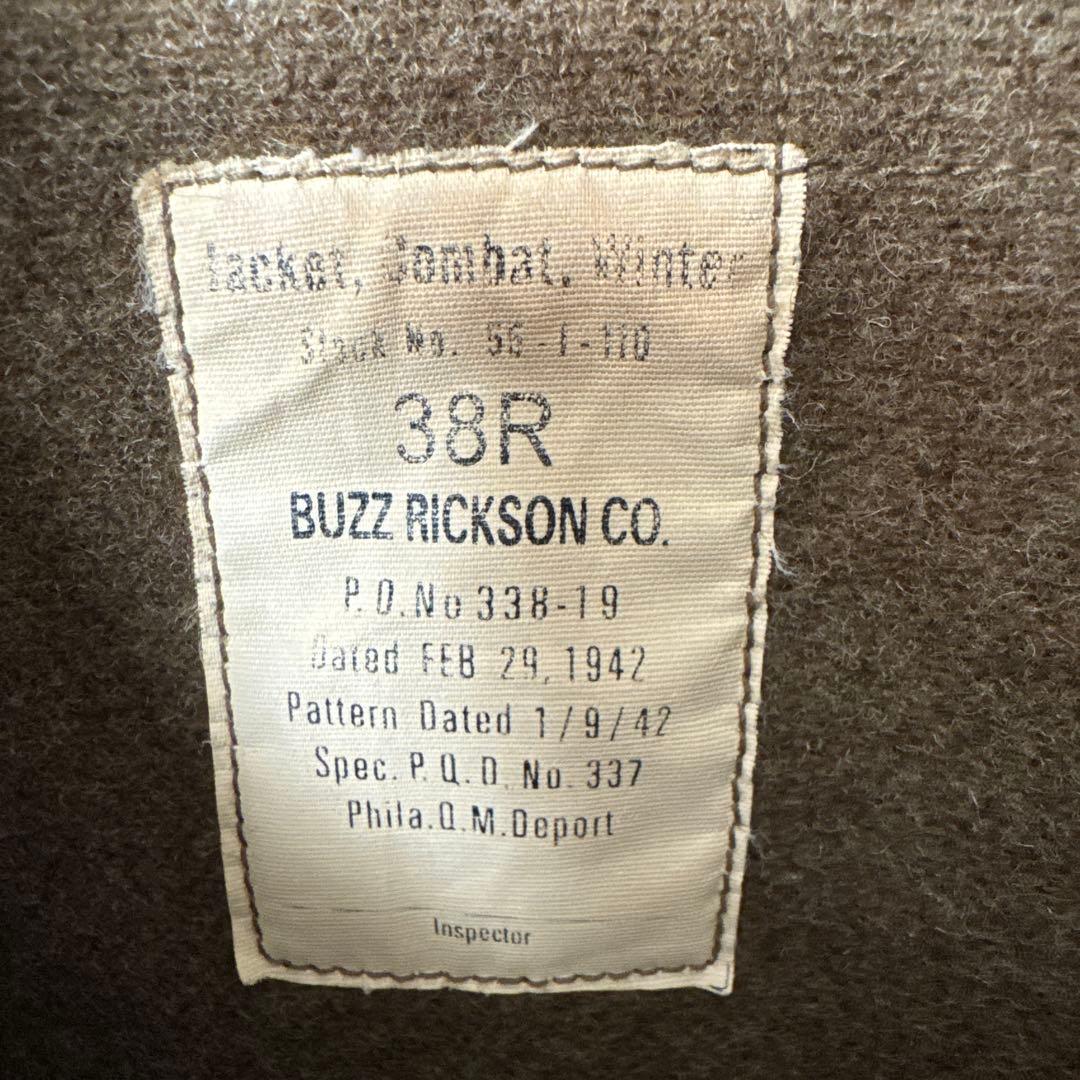 Jacket, Combat, Winter
Stock No. 55-J-110
38R
BUZZ RICKSON CO.
P.O.No 338-19
Dated FEB 29, 1942
Pattern Dated 1/9/42
Spec. P.Q.D. No. 337
Phila.Q.M.Deport
Inspector